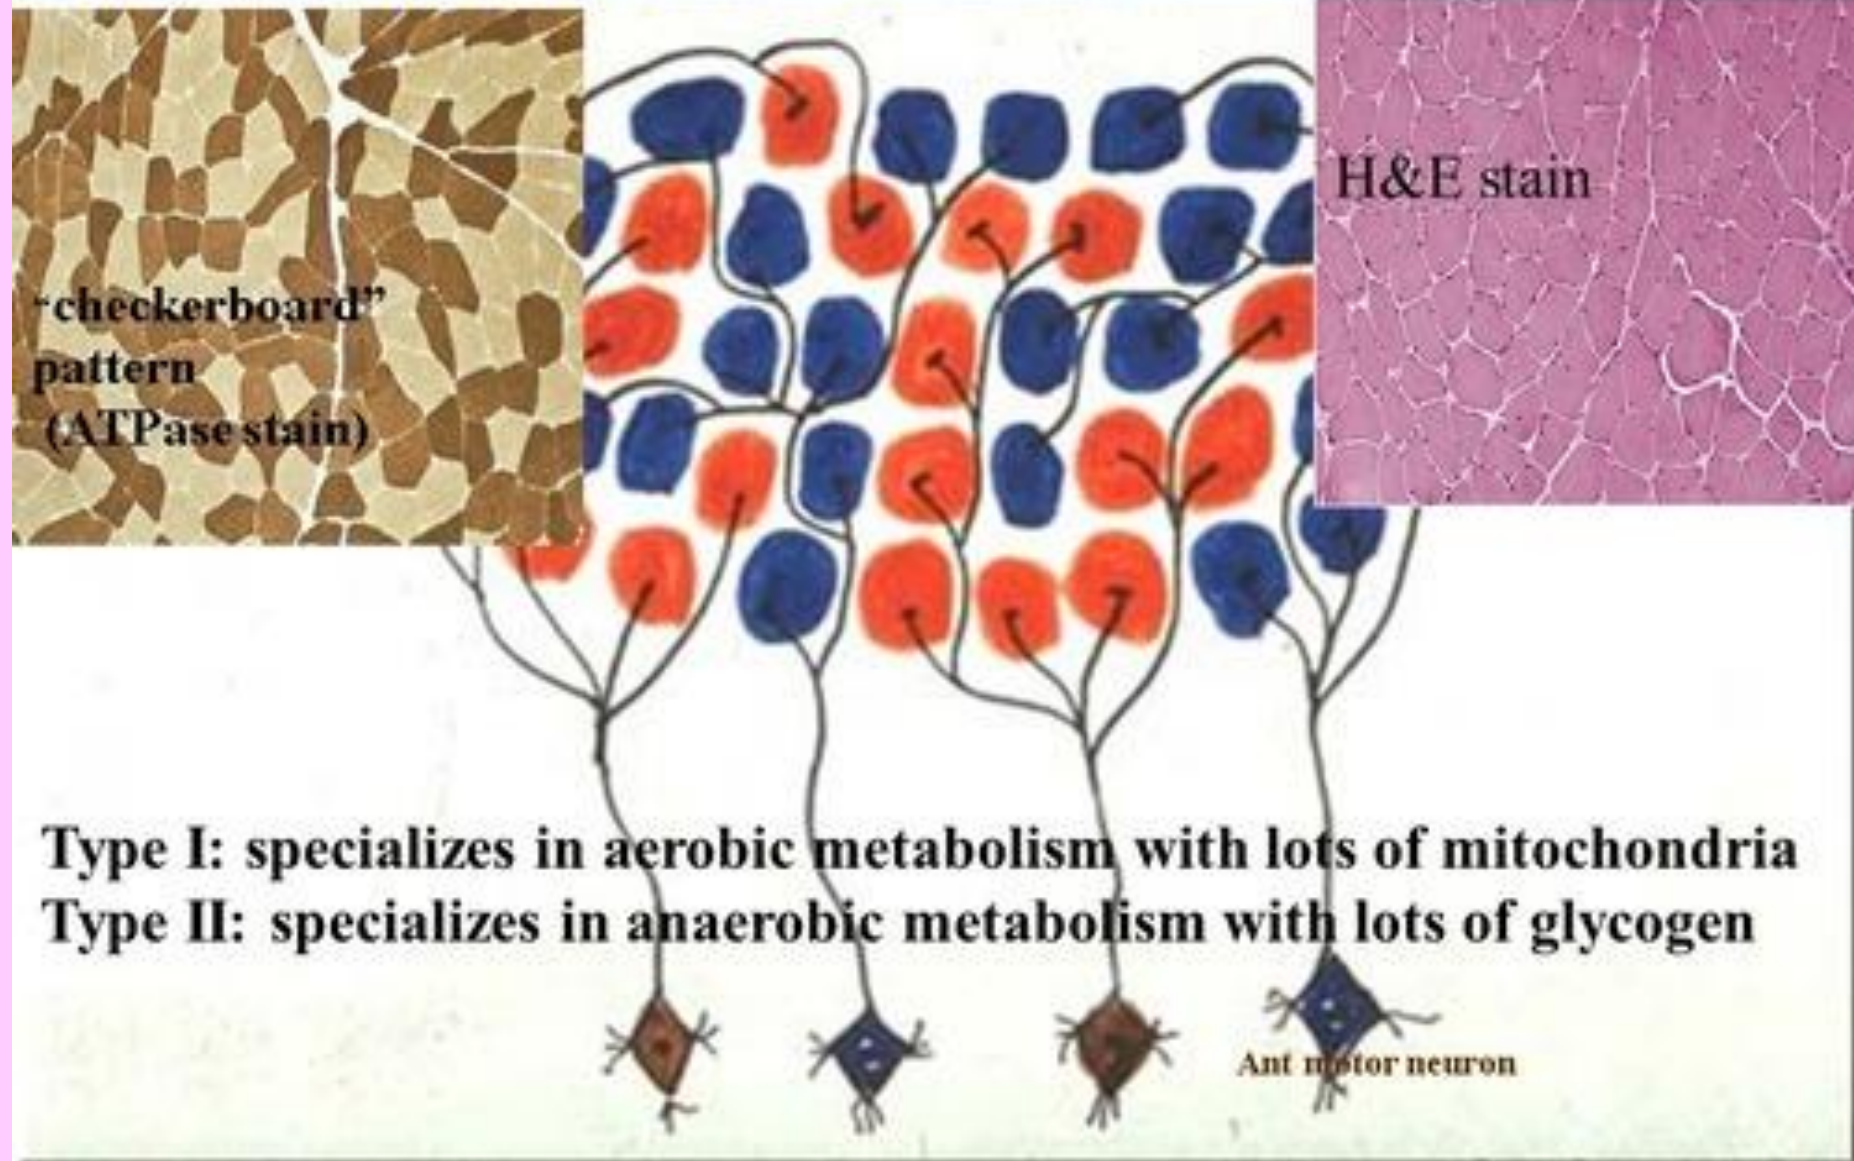 "checkerboard"
pattern
(ATPase stain)
H&E stain
Type I: specializes in aerobic metabolism with lots of mitochondria
Type II: specializes in anaerobic metabolism with lots of glycogen
Ant motor neuron